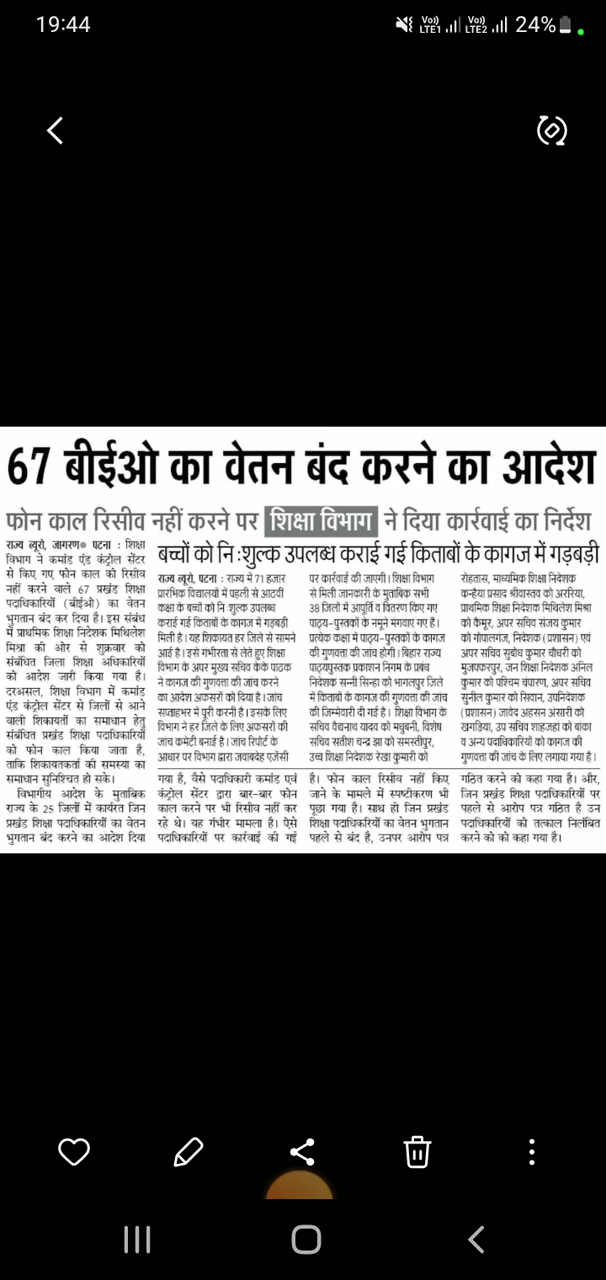 19:44
Vo)) LTE1 Vo)) LTE2 24%
67 बीईओ का वेतन बंद करने का आदेश
फोन काल रिसीव नहीं करने पर शिक्षा विभाग ने दिया कार्रवाई का निर्देश
राज्य ब्यूरो, जागरण● पटना : शिक्षा
विभाग ने कमांड एंड कंट्रोल सेंटर
से किए गए फोन काल को रिसीव
नहीं करने वाले 67 प्रखंड शिक्षा
पदाधिकारियों (बीईओ) का वेतन
भुगतान बंद कर दिया है। इस संबंध
में प्राथमिक शिक्षा निदेशक मिथिलेश
मिश्रा की ओर से शुक्रवार को
संबंधित जिला शिक्षा अधिकारियों
को आदेश जारी किया गया है।
दरअसल, शिक्षा विभाग में कमांड
एंड कंट्रोल सेंटर से जिलों से आने
वाली शिकायतों का समाधान हेतु
संबंधित प्रखंड शिक्षा पदाधिकारियों
को फोन काल किया जाता है,
ताकि शिकायतकर्ता की समस्या का
समाधान सुनिश्चित हो सके।
विभागीय आदेश के मुताबिक
राज्य के 25 जिलों में कार्यरत जिन
प्रखंड शिक्षा पदाधिकारियों का वेतन
भुगतान बंद करने का आदेश दिया
गया है, वैसे पदाधिकारी कमांड एवं
कंट्रोल सेंटर द्वारा बार-बार फोन
काल करने पर भी रिसीव नहीं कर
रहे थे। यह गंभीर मामला है। ऐसे
पदाधिकारियों पर कार्रवाई की गई
है। फोन काल रिसीव नहीं किए
जाने के मामले में स्पष्टीकरण भी
पूछा गया है। साथ ही जिन प्रखंड
शिक्षा पदाधिकरियों का वेतन भुगतान
पहले से बंद है, उनपर आरोप पत्र
गठित करने को कहा गया है। और,
जिन प्रखंड शिक्षा पदाधिकारियों पर
पहले से आरोप पत्र गठित है उन
पदाधिकारियों को तत्काल निलंबित
करने को को कहा गया है।
बच्चों को नि:शुल्क उपलब्ध कराई गई किताबों के कागज में गड़बड़ी
राज्य ब्यूरो, पटना : राज्य में 71 हजार
प्रारंभिक विद्यालयों में पहली से आठवीं
कक्षा के बच्चों को नि:शुल्क उपलब्ध
कराई गई किताबों के कागज में गड़बड़ी
मिली है। यह शिकायत हर जिले से सामने
आई है। इसे गंभीरता से लेते हुए शिक्षा
विभाग के अपर मुख्य सचिव केके पाठक
ने कागज की गुणवत्ता की जांच करने
का आदेश अफसरों को दिया है। जांच
सप्ताहभर में पूरी करनी है। इसके लिए
विभाग ने हर जिले के लिए अफसरों की
जांच कमेटी बनाई है। जांच रिपोर्ट के
आधार पर विभाग द्वारा जवाबदेह एजेंसी
पर कार्रवाई की जाएगी। शिक्षा विभाग
से मिली जानकारी के मुताबिक सभी
38 जिलों में आपूर्ति व वितरण किए गए
पाठ्य-पुस्तकों के नमूने मंगवाए गए हैं।
प्रत्येक कक्षा में पाठ्य-पुस्तकों के कागज
की गुणवत्ता की जांच होगी। बिहार राज्य
पाठ्यपुस्तक प्रकाशन निगम के प्रबंध
निदेशक सन्नी सिन्हा को भागलपुर जिले
में किताबों के कागज की गुणवत्ता की जांच
की जिम्मेवारी दी गई है। शिक्षा विभाग के
सचिव वैद्यनाथ यादव को मधुबनी, विशेष
सचिव सतीश चन्द्र झा को समस्तीपुर,
उच्च शिक्षा निदेशक रेखा कुमारी को
रोहतास, माध्यमिक शिक्षा निदेशक
कन्हैया प्रसाद श्रीवास्तव को अररिया,
प्राथमिक शिक्षा निदेशक मिथिलेश मिश्रा
को कैमूर, अपर सचिव संजय कुमार
को गोपालगंज, निदेशक (प्रशासन) एवं
अपर सचिव सुबोध कुमार चौधरी को
मुजफ्फरपुर, जन शिक्षा निदेशक अनिल
कुमार को पश्चिम चंपारण, अपर सचिव
सुनील कुमार को सिवान, उपनिदेशक
(प्रशासन) जावेद अहसन अंसारी को
खगड़िया, उप सचिव शाहजहां को बांका
व अन्य पदाधिकारियों को कागज की
गुणवत्ता की जांच के लिए लगाया गया है।